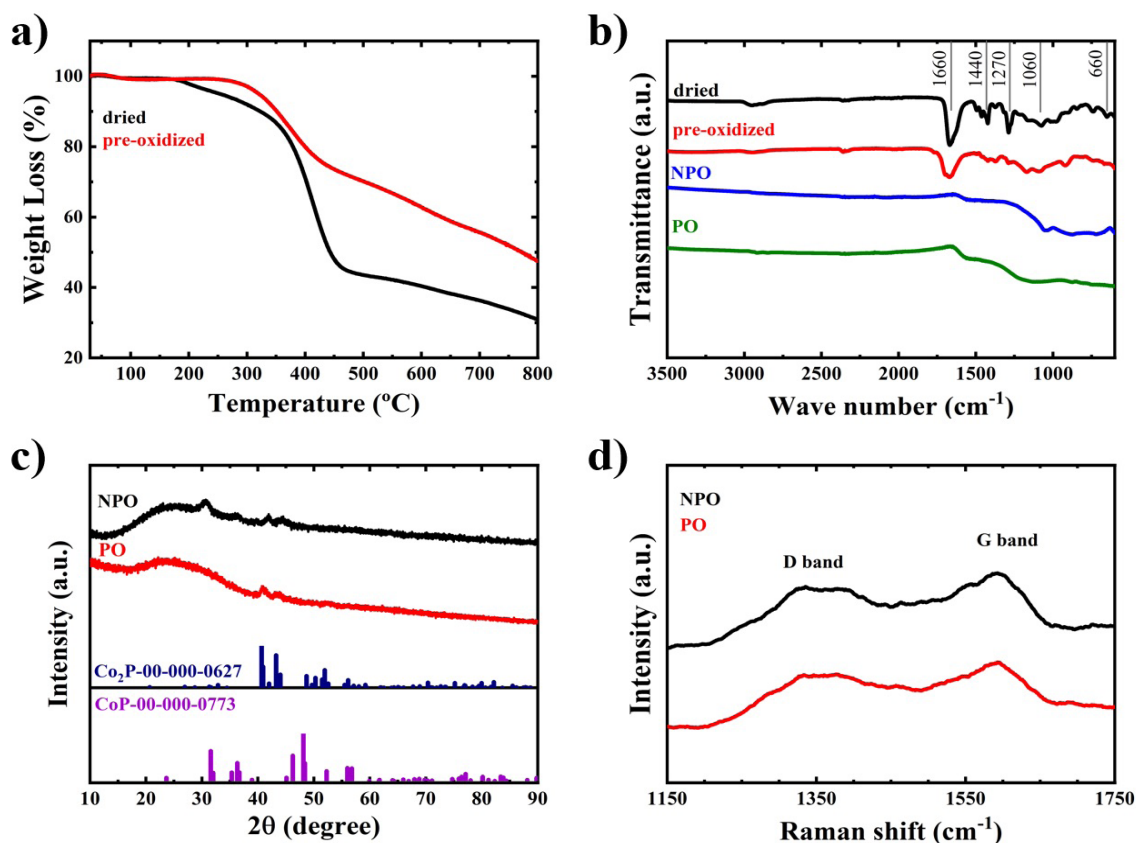 a)
100
80
60
40
20
Weight Loss (%)
dried
pre-oxidized
100 200 300 400 500 600 700 800
Temperature (ºC)
b)
1660
1440
1270
1060
660
dried
pre-oxidized
NPO
PO
Transmittance (a.u.)
3500 3000 2500 2000 1500 1000
Wave number (cm⁻¹)
c)
NPO
PO
Co₂P-00-000-0627
CoP-00-000-0773
Intensity (a.u.)
10 20 30 40 50 60 70 80 90
2θ (degree)
d)
NPO
PO
D band
G band
Intensity (a.u.)
1150 1350 1550 1750
Raman shift (cm⁻¹)